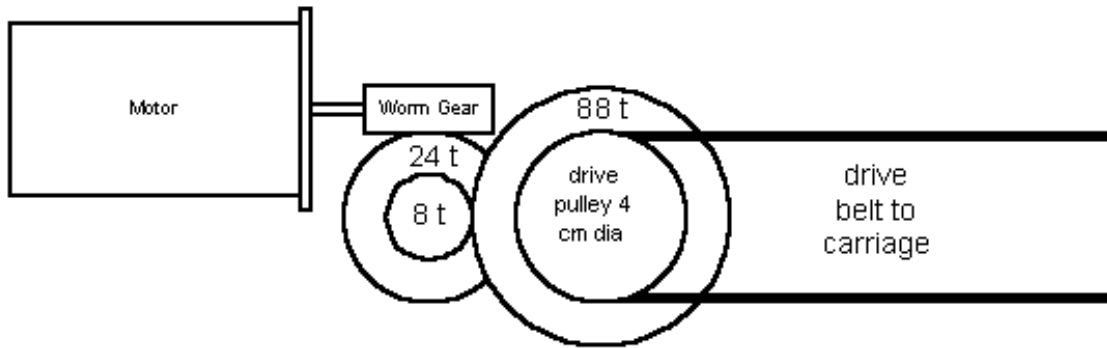 Motor
Worm Gear
24 t
8 t
88 t
drive
pulley 4
cm dia
drive
belt to
carriage